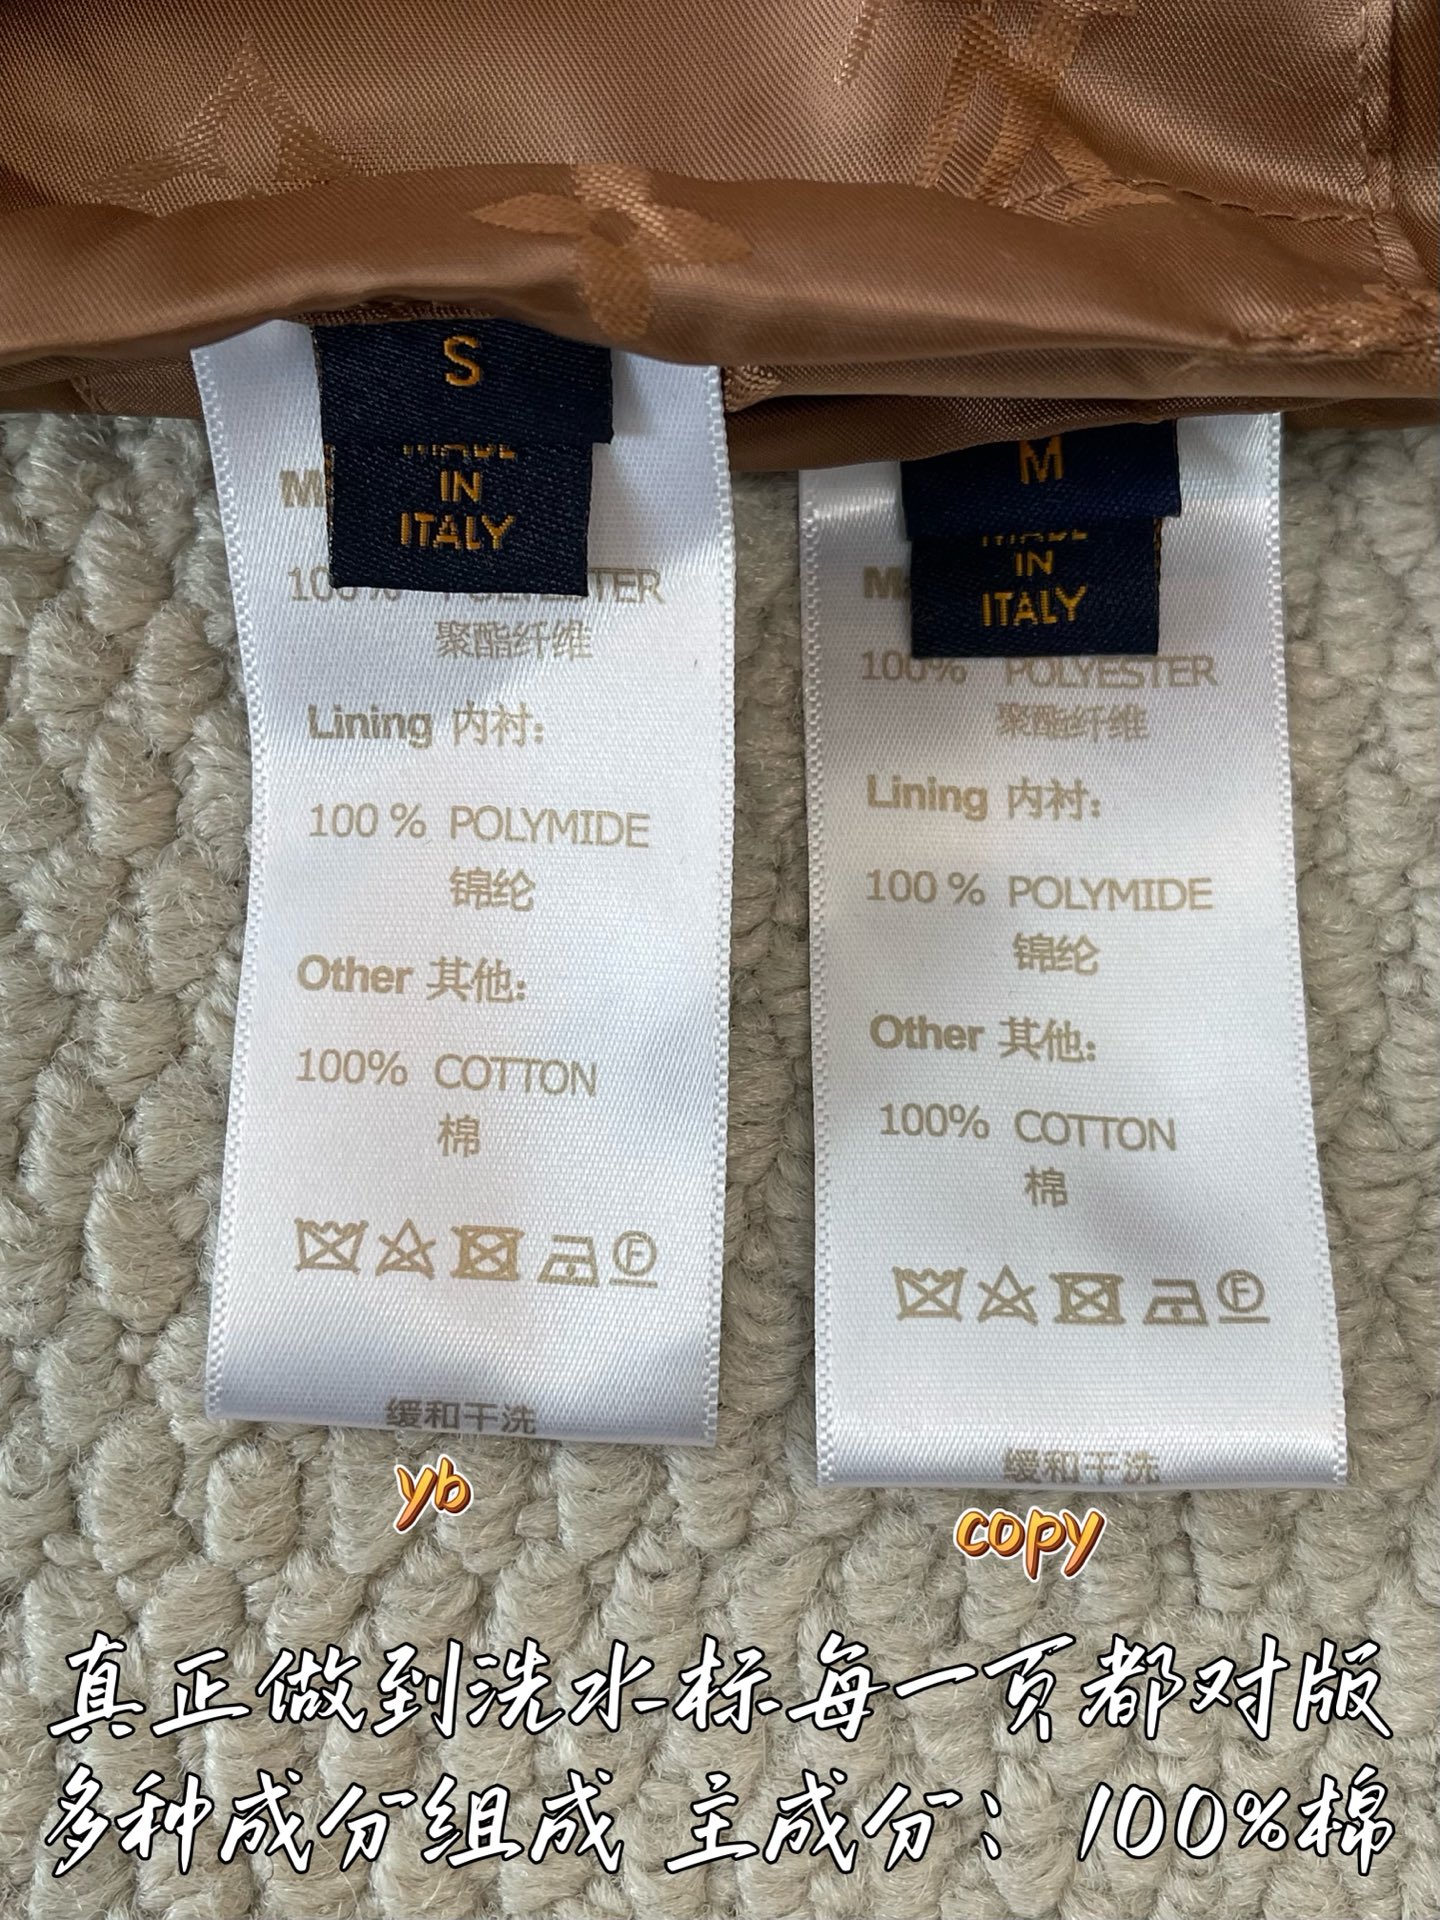 S
IN
ITALY
100% POLYESTER
聚酯纤维
Lining 内衬：
100 % POLYMIDE
锦纶
Other 其他：
100% COTTON
棉
F
缓和干洗
yb
M
IN
ITALY
100% POLYESTER
聚酯纤维
Lining 内衬：
100 % POLYMIDE
锦纶
Other 其他：
100% COTTON
棉
F
缓和干洗
copy
真正做到洗水标每一页都对版
多种成分组成 主成分：100%棉